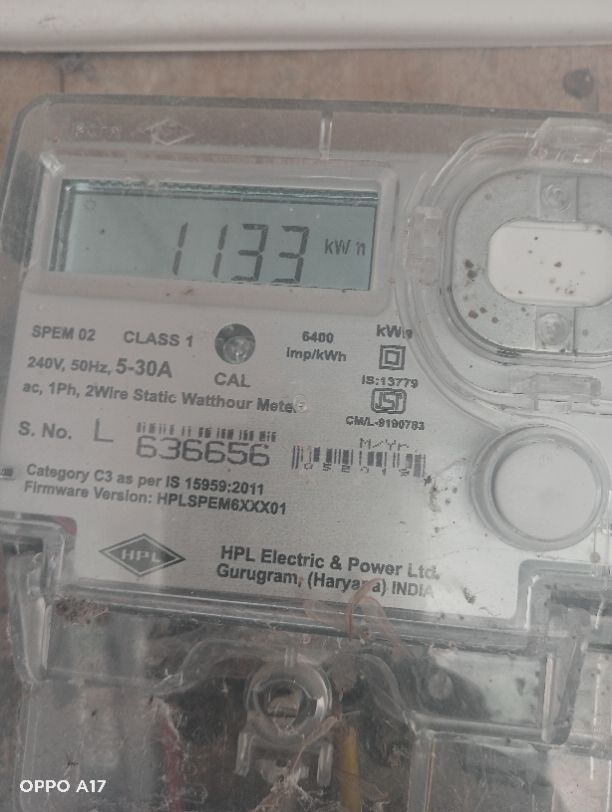 1133 kWh
SPEM 02 CLASS 1 6400 imp/kWh kWh
240V, 50Hz, 5-30A CAL IS:13779
ac, 1Ph, 2Wire Static Watthour Meter
CM/L-9190783
S. No. L 636656 M/Yr
Category C3 as per IS 15959:2011
Firmware Version: HPLSPEM6XXX01
HPL HPL Electric & Power Ltd.
Gurugram, (Haryana) INDIA
OPPO A17